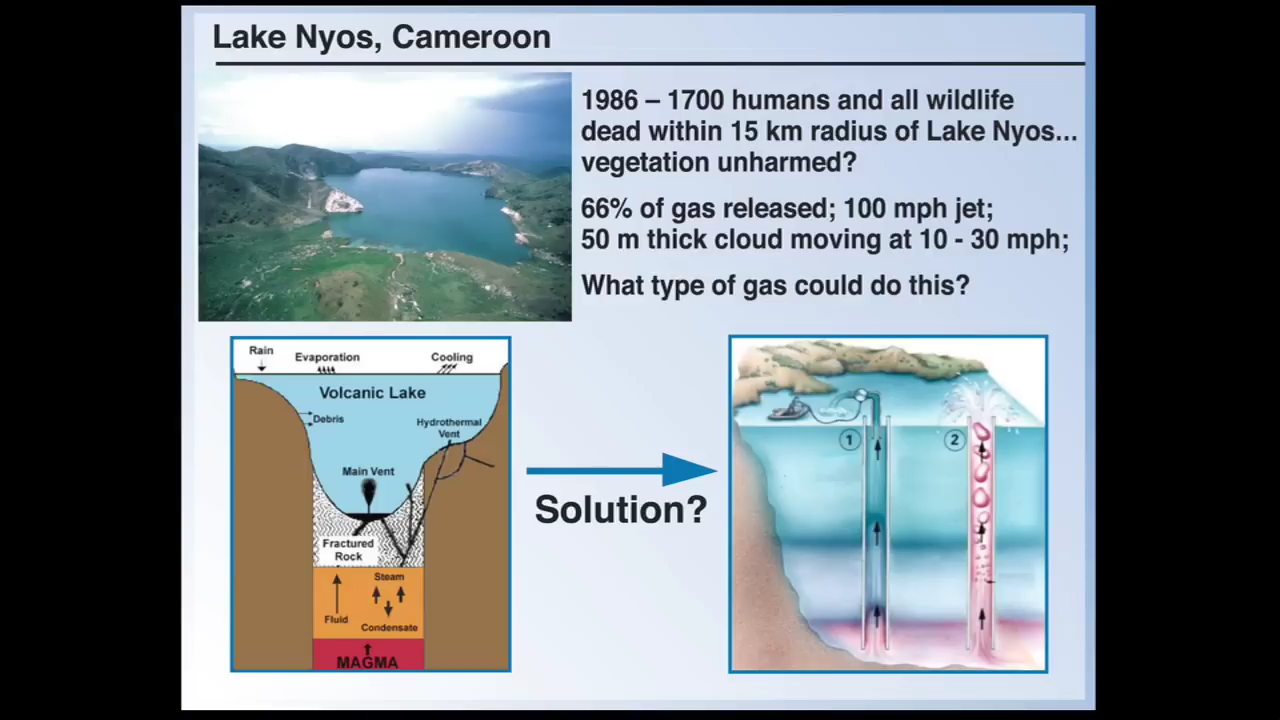 Lake Nyos, Cameroon
1986 – 1700 humans and all wildlife
dead within 15 km radius of Lake Nyos...
vegetation unharmed?
66% of gas released; 100 mph jet;
50 m thick cloud moving at 10 - 30 mph;
What type of gas could do this?
Rain
Evaporation
Cooling
Volcanic Lake
Debris
Hydrothermal
Vent
Main Vent
Fractured
Rock
Steam
Fluid
Condensate
MAGMA
Solution?
1
2